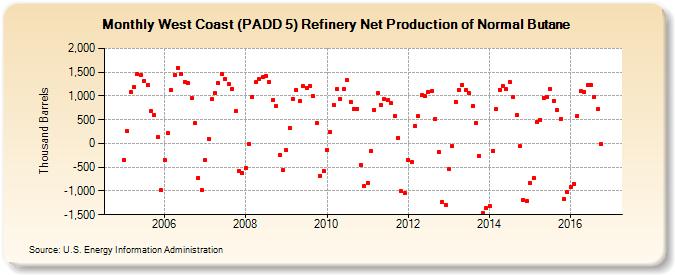 Monthly West Coast (PADD 5) Refinery Net Production of Normal Butane
Thousand Barrels
2,000
1,500
1,000
500
0
-500
-1,000
-1,500
2006 2008 2010 2012 2014 2016
Source: U.S. Energy Information Administration